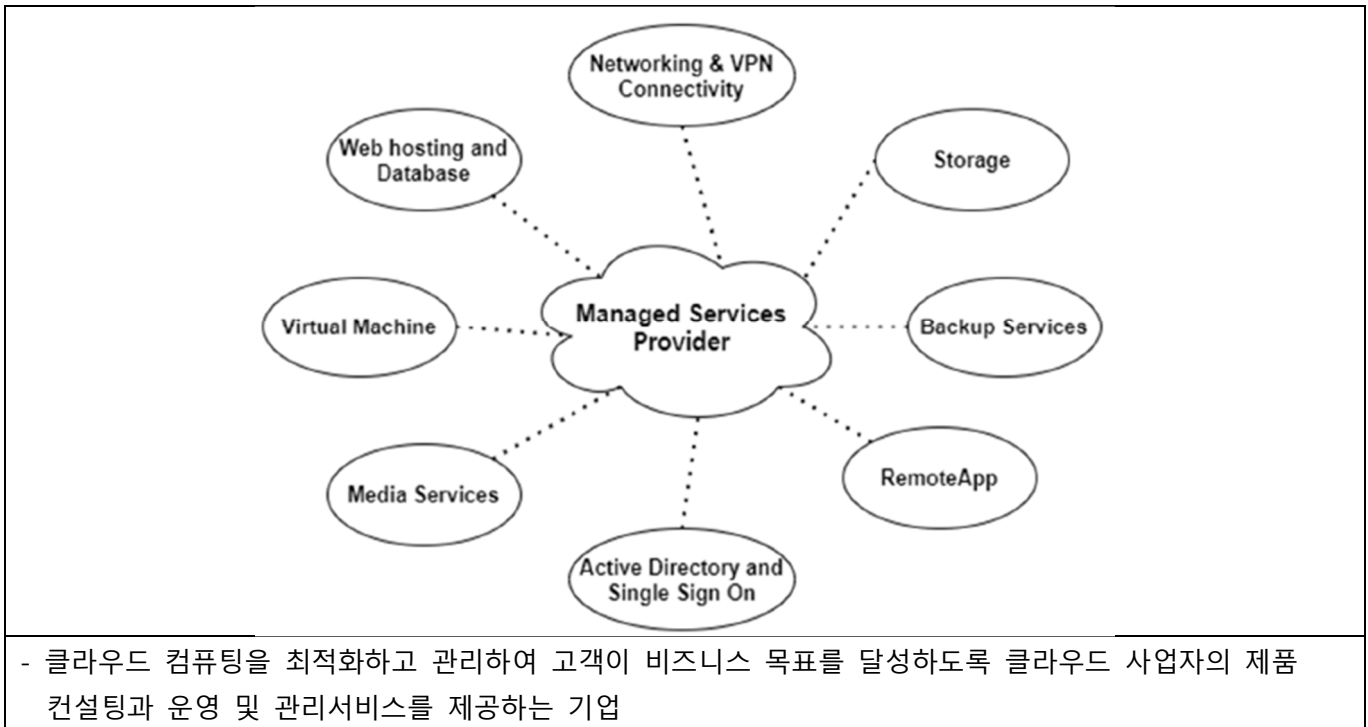 Networking & VPN
Connectivity
Web hosting and
Database
Storage
Managed Services
Provider
Virtual Machine
Backup Services
Media Services
RemoteApp
Active Directory and
Single Sign On
- 클라우드 컴퓨팅을 최적화하고 관리하여 고객이 비즈니스 목표를 달성하도록 클라우드 사업자의 제품
컨설팅과 운영 및 관리서비스를 제공하는 기업